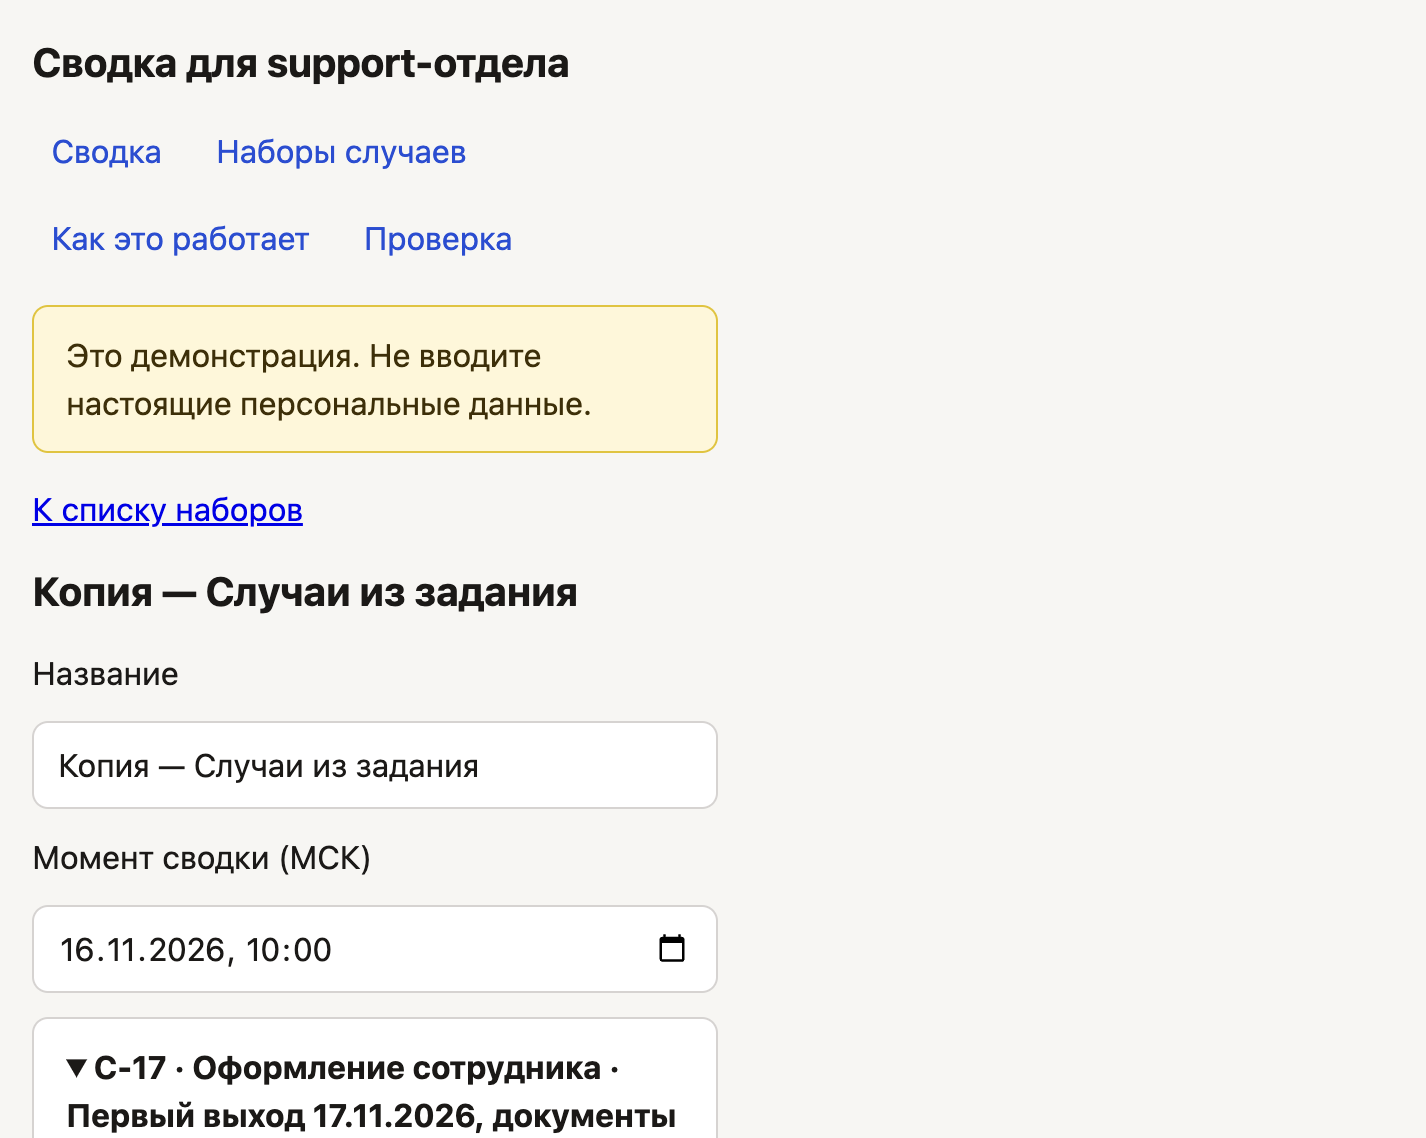 Сводка для support-отдела
Сводка Наборы случаев
Как это работает Проверка
Это демонстрация. Не вводите
настоящие персональные данные.
К списку наборов
Копия — Случаи из задания
Название
Копия — Случаи из задания
Момент сводки (МСК)
16.11.2026, 10:00
▼ С-17 · Оформление сотрудника ·
Первый выход 17.11.2026, документы